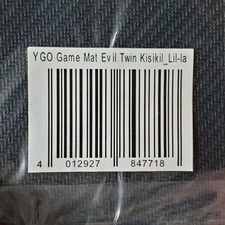 YGO Game Mat Evil Twin Kisikil_Lil-la
4 012927 847718